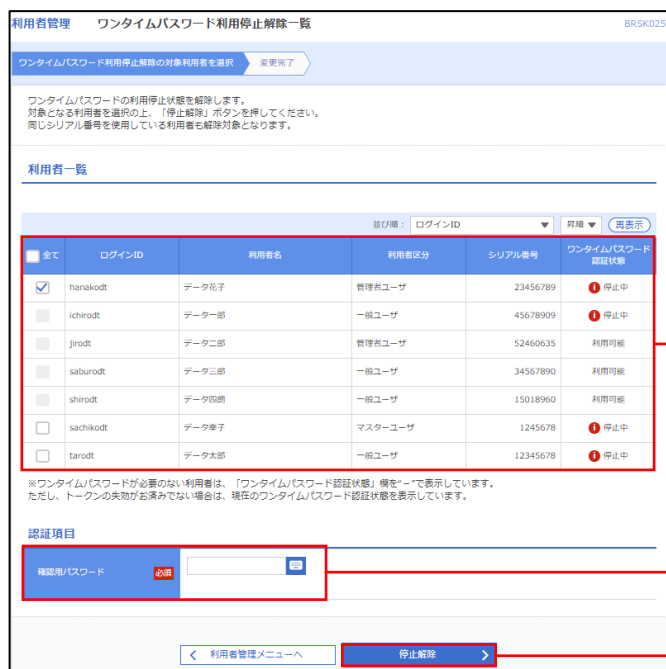 利用者管理 ワンタイムパスワード利用停止解除一覧 BRSK025
ワンタイムパスワード利用停止解除の対象利用者を選択 変更完了
ワンタイムパスワードの利用停止状態を解除します。
対象となる利用者を選択の上、「停止解除」ボタンを押してください。
同じシリアル番号を使用している利用者も解除対象となります。
利用者一覧
並び順： ログインID 昇順 再表示
全て ログインID 利用者名 利用者区分 シリアル番号 ワンタイムパスワード
認証状態
hanakodt データ花子 管理者ユーザ 23456789 停止中
ichirodt データ一郎 一般ユーザ 45678909 停止中
jirodt データ二郎 管理者ユーザ 52460635 利用可能
saburodt データ三郎 一般ユーザ 34567890 利用可能
shirodt データ四朗 一般ユーザ 15018960 利用可能
sachikodt データ幸子 マスターユーザ 1245678 停止中
tarodt データ太郎 一般ユーザ 12345678 停止中
※ワンタイムパスワードが必要のない利用者は、「ワンタイムパスワード認証状態」欄を"－"で表示しています。
ただし、トークンの失効がお済みでない場合は、現在のワンタイムパスワード認証状態を表示しています。
認証項目
確認用パスワード 必須
利用者管理メニューへ 停止解除